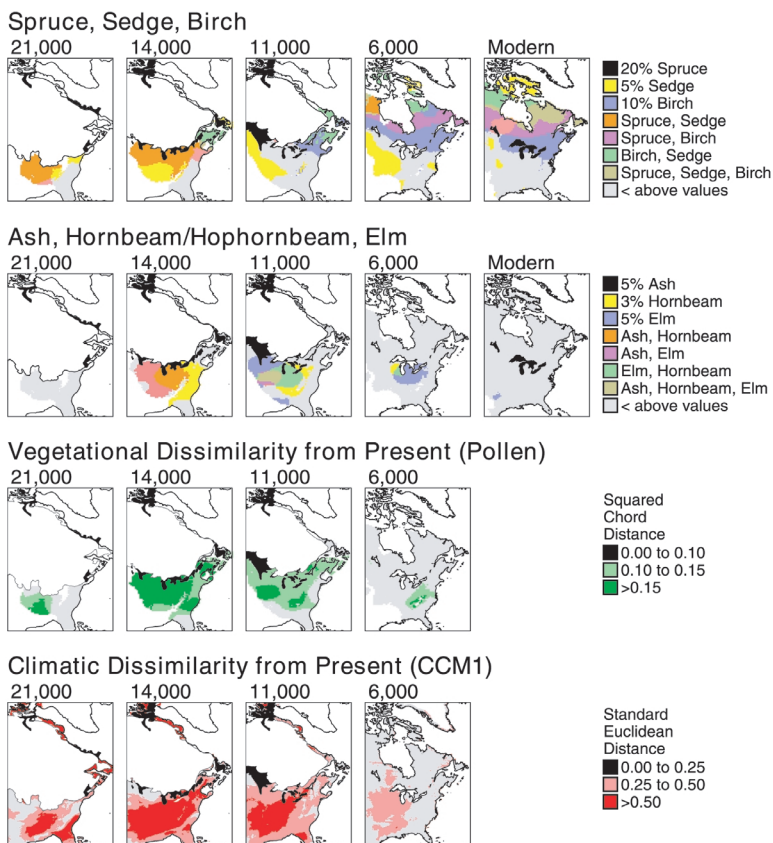 Spruce, Sedge, Birch
21,000 14,000 11,000 6,000 Modern
20% Spruce
5% Sedge
10% Birch
Spruce, Sedge
Spruce, Birch
Birch, Sedge
Spruce, Sedge, Birch
< above values
Ash, Hornbeam/Hophornbeam, Elm
21,000 14,000 11,000 6,000 Modern
5% Ash
3% Hornbeam
5% Elm
Ash, Hornbeam
Ash, Elm
Elm, Hornbeam
Ash, Hornbeam, Elm
< above values
Vegetational Dissimilarity from Present (Pollen)
21,000 14,000 11,000 6,000
Squared
Chord
Distance
0.00 to 0.10
0.10 to 0.15
>0.15
Climatic Dissimilarity from Present (CCM1)
21,000 14,000 11,000 6,000
Standard
Euclidean
Distance
0.00 to 0.25
0.25 to 0.50
>0.50